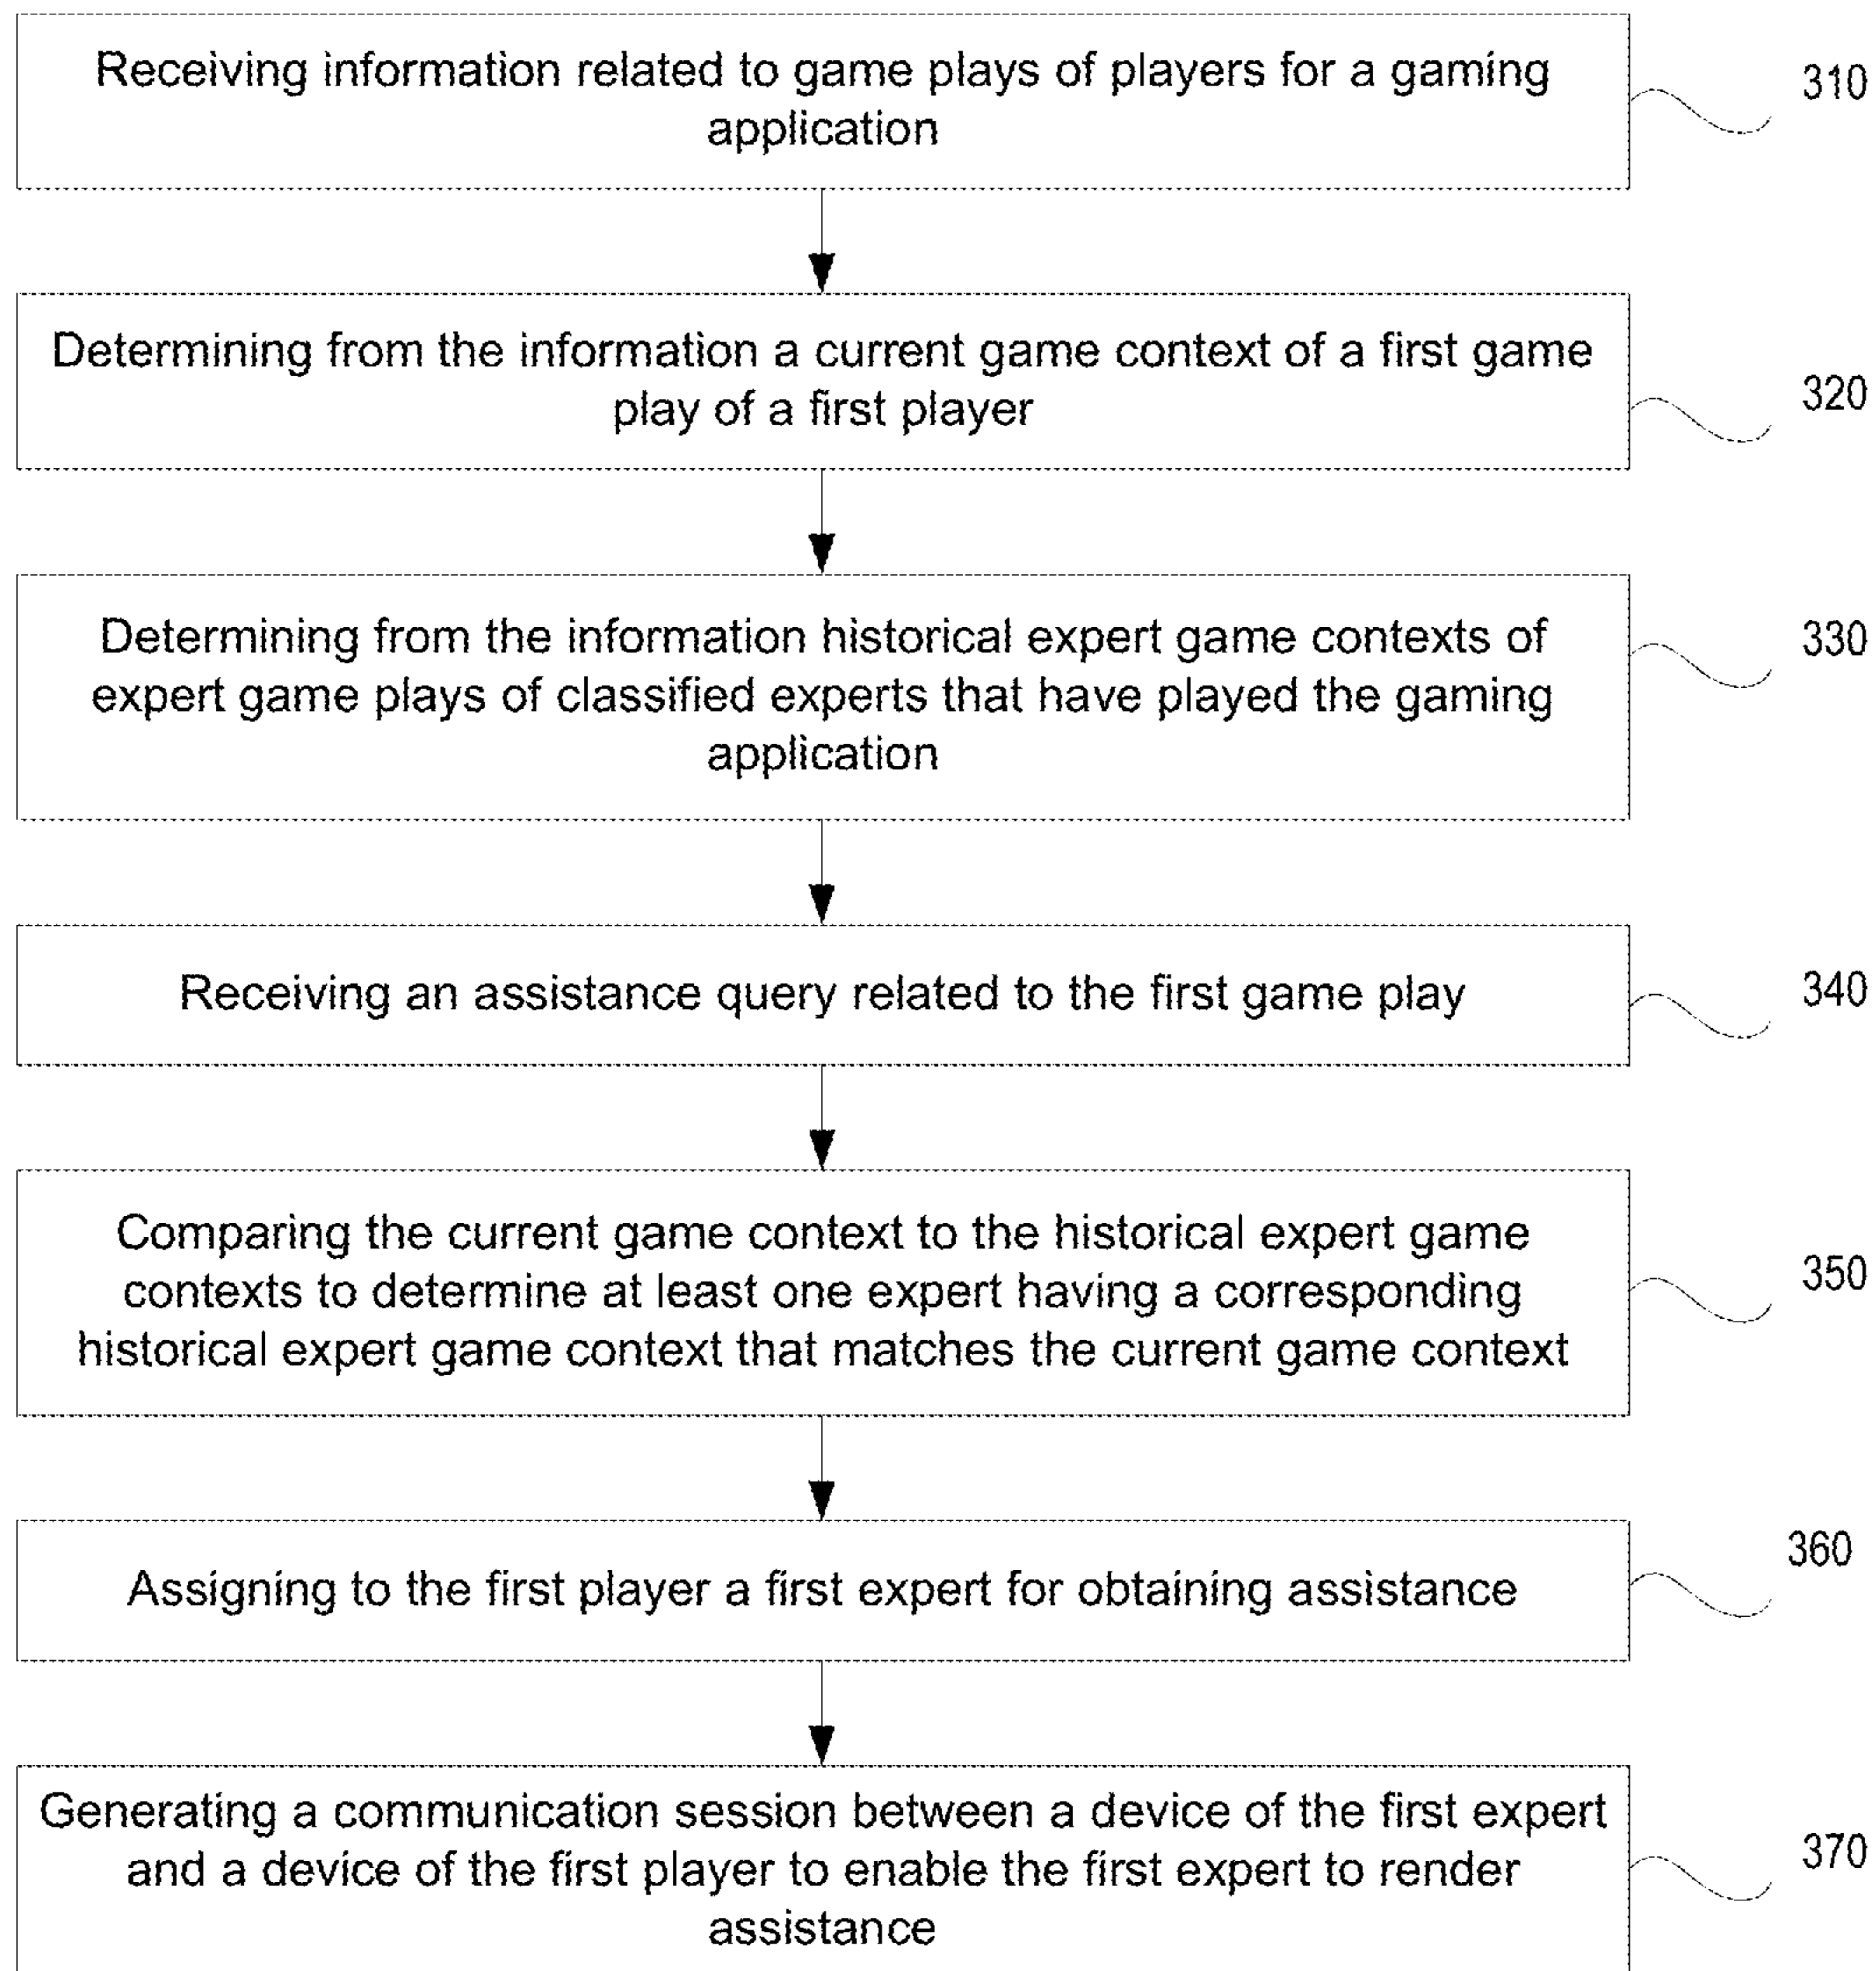 Receiving information related to game plays of players for a gaming
application
310
Determining from the information a current game context of a first game
play of a first player
320
Determining from the information historical expert game contexts of
expert game plays of classified experts that have played the gaming
application
330
Receiving an assistance query related to the first game play
340
Comparing the current game context to the historical expert game
contexts to determine at least one expert having a corresponding
historical expert game context that matches the current game context
350
Assigning to the first player a first expert for obtaining assistance
360
Generating a communication session between a device of the first expert
and a device of the first player to enable the first expert to render
assistance
370